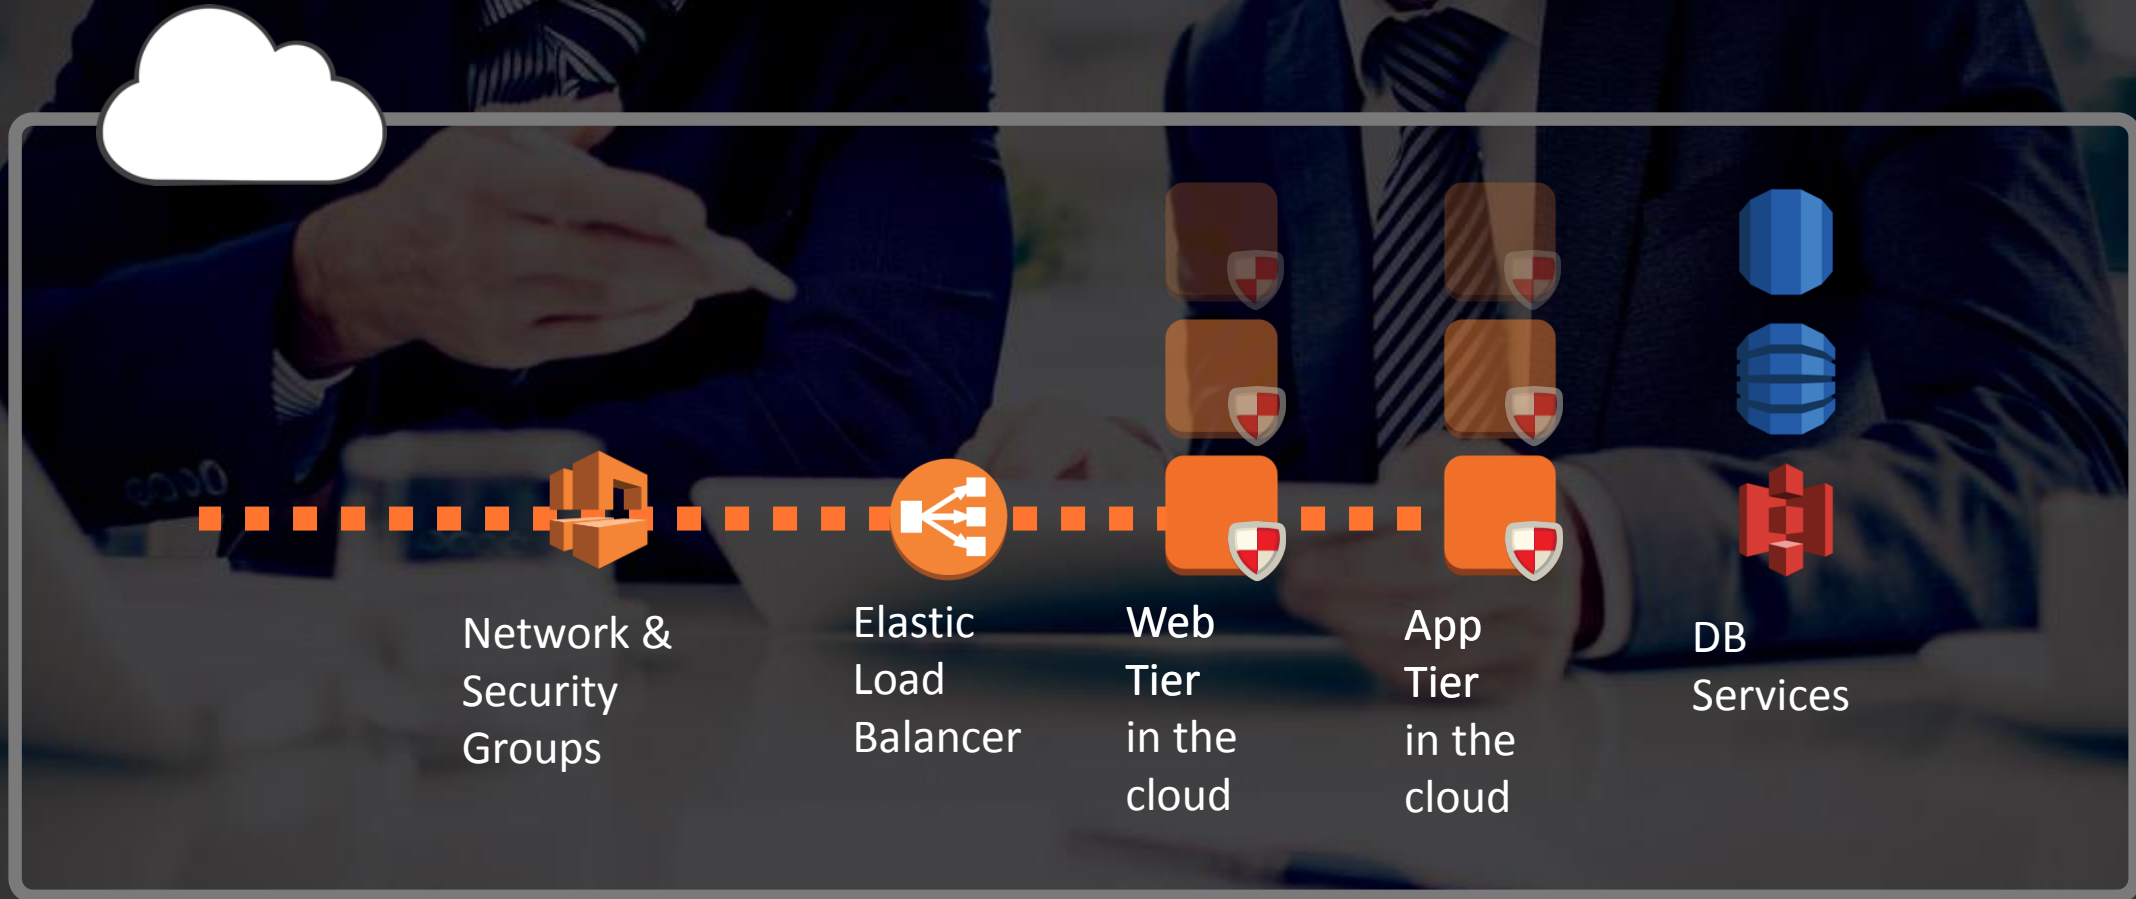 Network &
Security
Groups
Elastic
Load
Balancer
Web
Tier
in the
cloud
App
Tier
in the
cloud
DB
Services